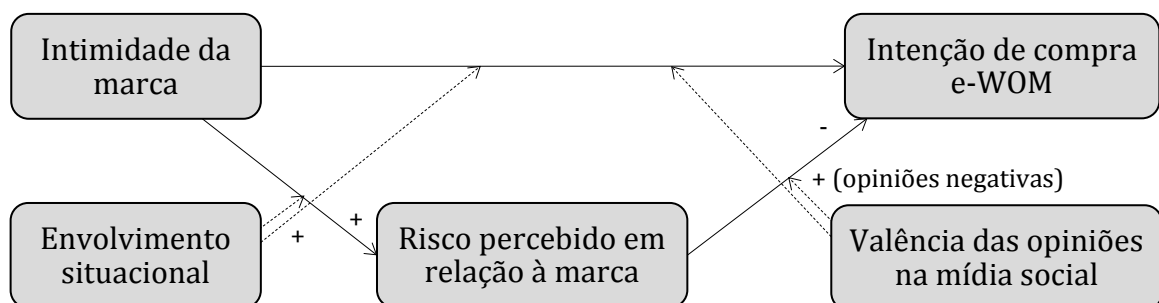 Intimidade da
marca
Intenção de compra
e-WOM
-
+ (opiniões negativas)
+
+
Envolvimento
situacional
Risco percebido em
relação à marca
Valência das opiniões
na mídia social